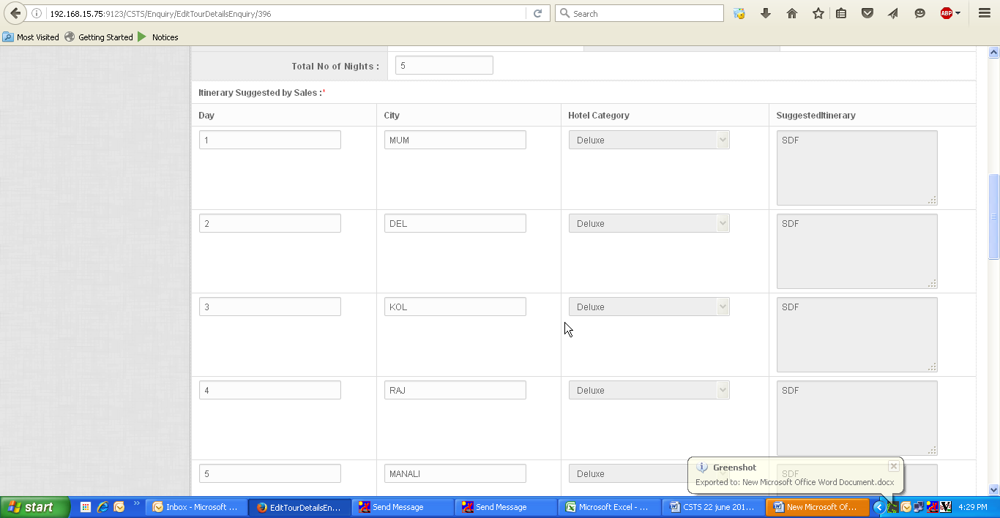 192.168.15.75:9123/CSTS/Enquiry/EditTourDetailsEnquiry/396
Search
ABP
Most Visited Getting Started Notices
Total No of Nights : 5
Itinerary Suggested by Sales :*
Day City Hotel Category SuggestedItinerary
1 MUM Deluxe SDF
2 DEL Deluxe SDF
3 KOL Deluxe SDF
4 RAJ Deluxe SDF
5 MANALI Deluxe SDF
Greenshot
Exported to: New Microsoft Office Word Document.docx
start Inbox - Microsoft ... EditTourDetailsEn... Send Message Send Message Microsoft Excel - ... CSTS 22 june 201... New Microsoft Of... 4:29 PM